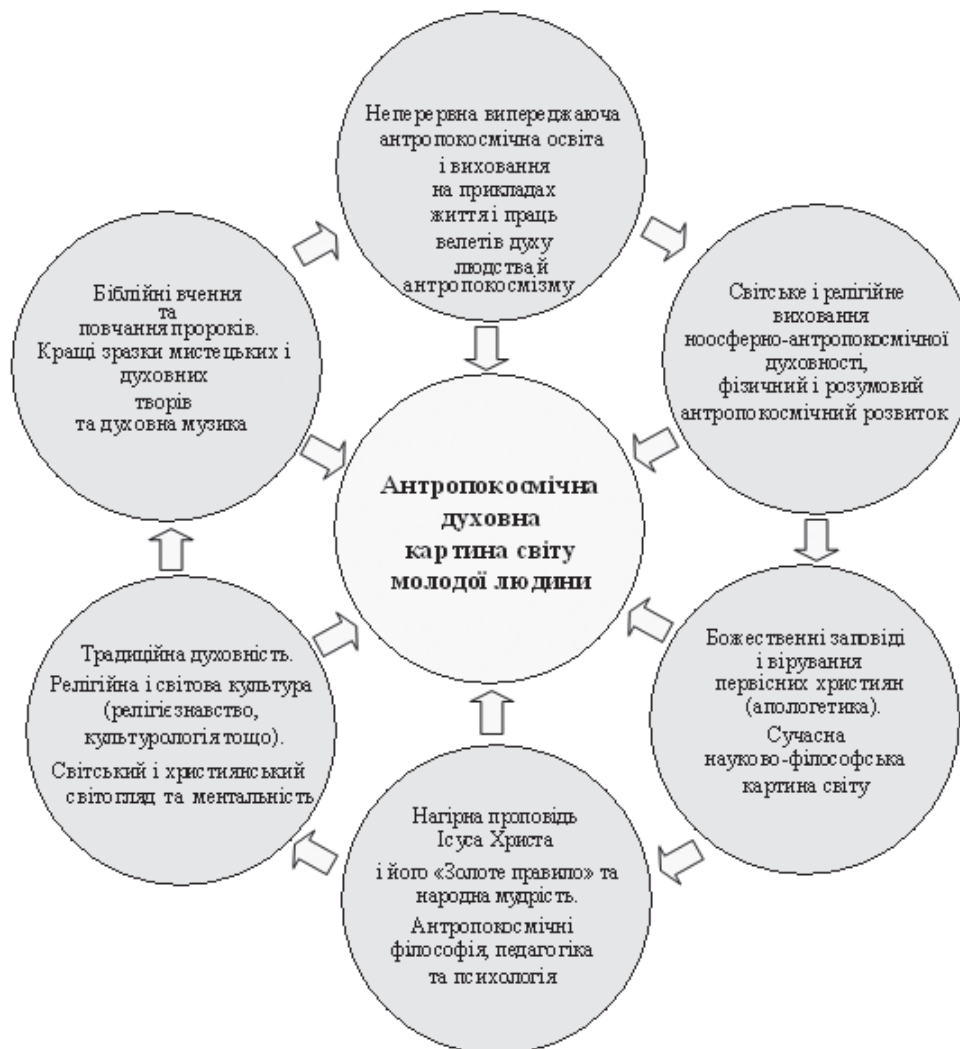 Неперервна випереджаюча
антропокосмічна освіта
і виховання
на прикладах
життя і праць
велетів духу
людства й
антропокосмізму
Світське і релігійне
виховання
ноосферно-антропокосмічної
духовності,
фізичний і розумовий
антропокосмічний розвиток
Божественні заповіді
і вірування
первісних християн
(апологетика).
Сучасна
науково-філософська
картина світу
Нагірна проповідь
Ісуса Христа
і його «Золоте правило» та
народна мудрість.
Антропокосмічні
філософія, педагогіка
та психологія
Традиційна духовність.
Релігійна і світова культура
(релігієзнавство,
культурологія тощо).
Світський і християнський
світогляд та ментальність
Біблійні вчення
та
повчання пророків.
Кращі зразки мистецьких і
духовних
творів
та духовна музика
Антропокосмічна
духовна
картина світу
молодої людини